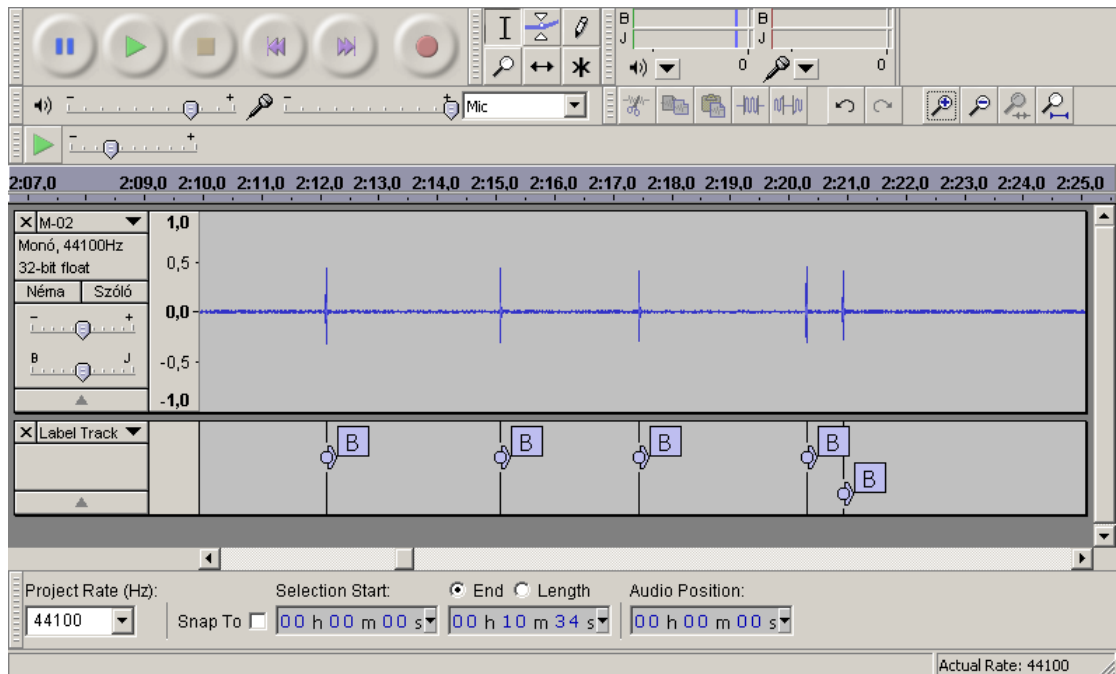 B B
J J
0 0
Mic
2:07,0 2:09,0 2:10,0 2:11,0 2:12,0 2:13,0 2:14,0 2:15,0 2:16,0 2:17,0 2:18,0 2:19,0 2:20,0 2:21,0 2:22,0 2:23,0 2:24,0 2:25,0
M-02
Monó, 44100Hz
32-bit float
Néma Szóló
- +
B J
1,0
0,5
0,0
-0,5
-1,0
Label Track
B B B B
B
Project Rate (Hz): Selection Start: End Length Audio Position:
44100 Snap To 00 h 00 m 00 s 00 h 10 m 34 s 00 h 00 m 00 s
Actual Rate: 44100